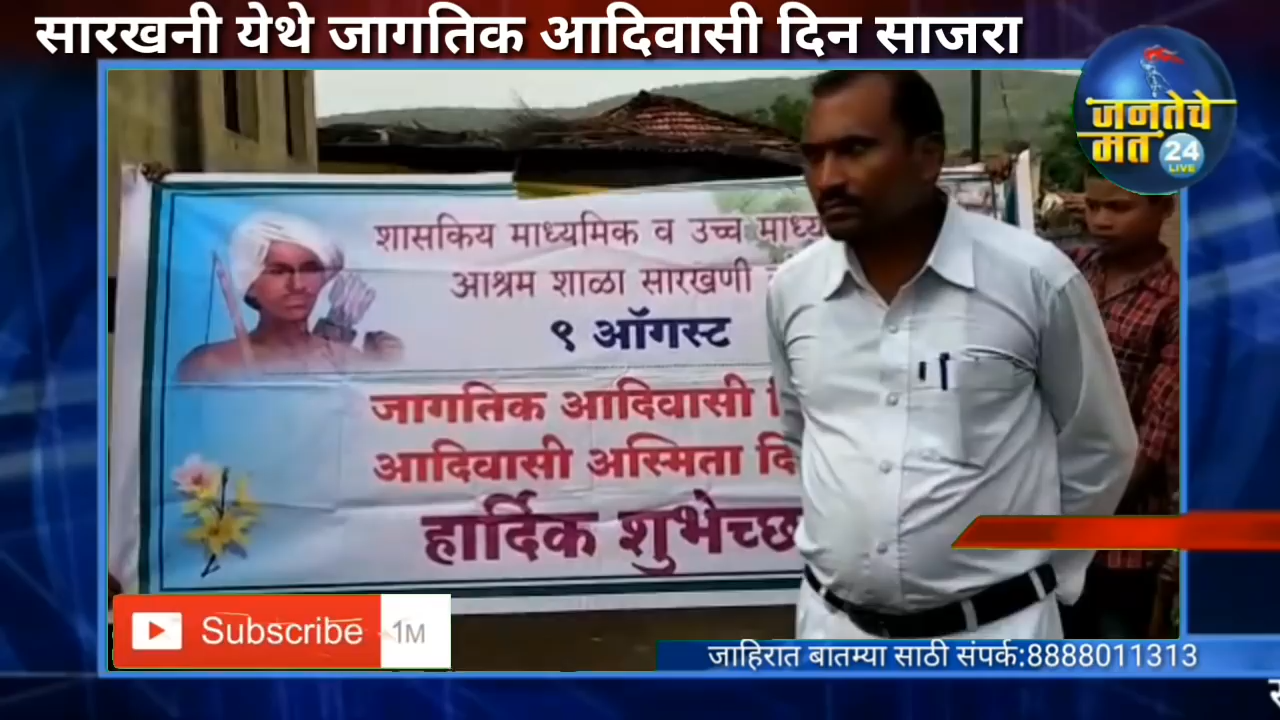 सारखनी येथे जागतिक आदिवासी दिन साजरा
जनतेचे
मत 24
LIVE
शासकिय माध्यमिक व उच्च माध्य
आश्रम शाळा सारखणी
९ ऑगस्ट
जागतिक आदिवासी
आदिवासी अस्मिता दि
हार्दिक शुभेच्छ
Subscribe 1M
जाहिरात बातम्या साठी संपर्क:8888011313